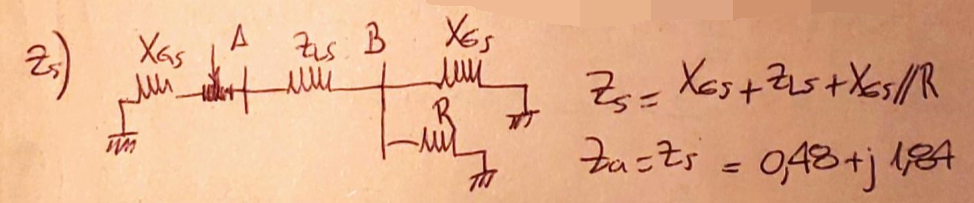 Zs) XGs A ZLs B XGs
R
Zs = XGs + ZLs + XGs//R
Za = Zs = 0,48 + j 1,84